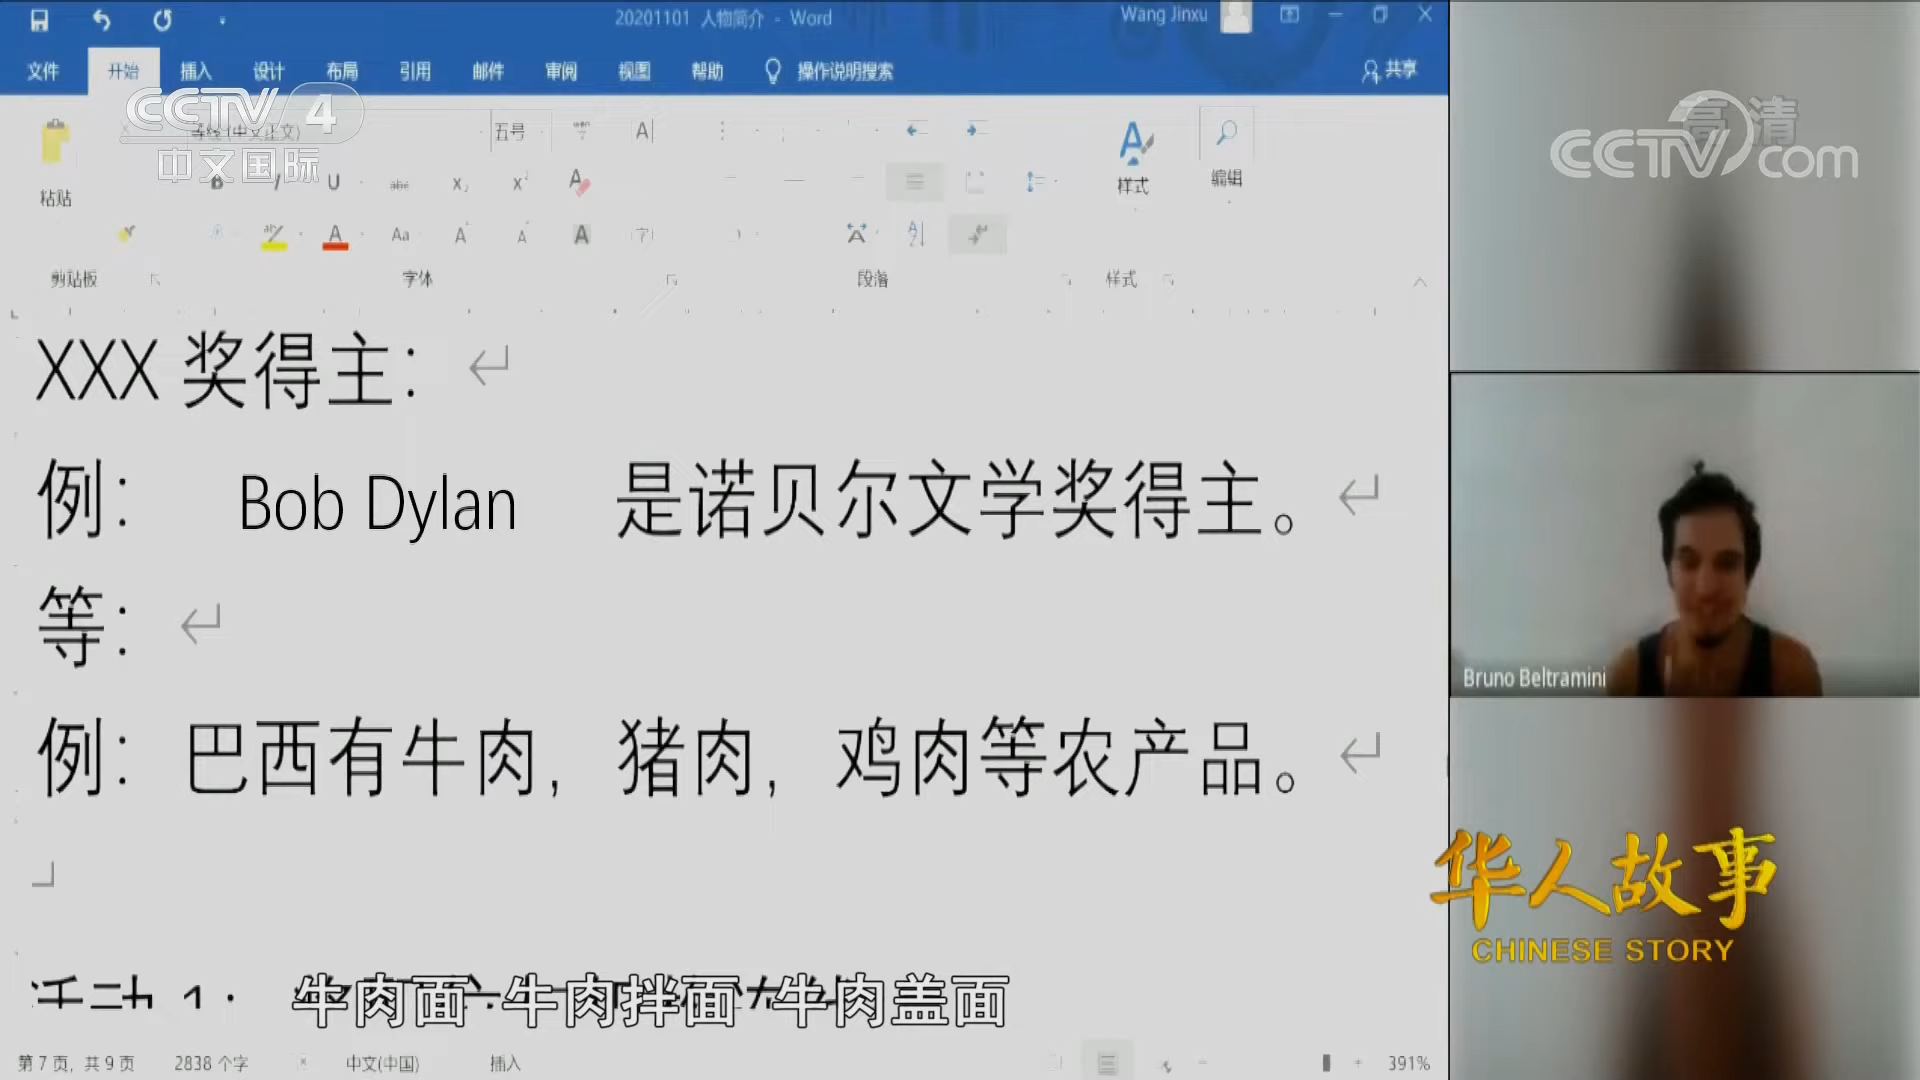 20201101 人物简介 - Word
Wang Jinxu
文件 开始 插入 设计 布局 引用 邮件 审阅 视图 帮助 操作说明搜索 共享
CCTV 4
中文国际
高清
CCTV.com
等线 (中文正文) 五号
粘贴
样式
编辑
剪贴板 字体 段落 样式
XXX 奖得主：
例： Bob Dylan 是诺贝尔文学奖得主。
等：
例：巴西有牛肉，猪肉，鸡肉等农产品。
Bruno Beltramini
华人故事
CHINESE STORY
牛肉面 牛肉拌面 牛肉盖面
第 7 页，共 9 页 2838 个字 中文(中国) 插入 391%